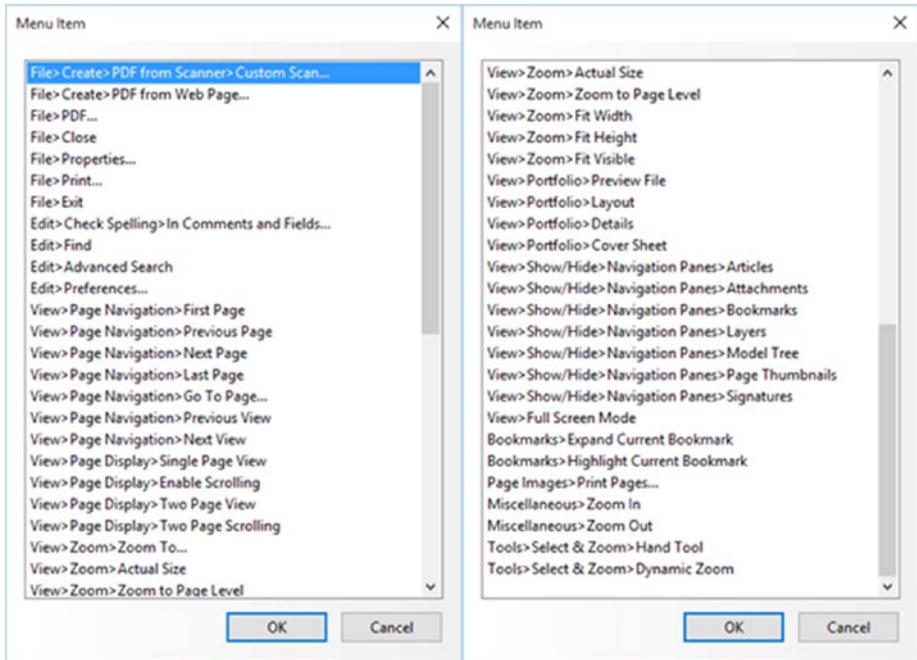 Menu Item
File>Create>PDF from Scanner>Custom Scan...
File>Create>PDF from Web Page...
File>PDF...
File>Close
File>Properties...
File>Print...
File>Exit
Edit>Check Spelling>In Comments and Fields...
Edit>Find
Edit>Advanced Search
Edit>Preferences...
View>Page Navigation>First Page
View>Page Navigation>Previous Page
View>Page Navigation>Next Page
View>Page Navigation>Last Page
View>Page Navigation>Go To Page...
View>Page Navigation>Previous View
View>Page Navigation>Next View
View>Page Display>Single Page View
View>Page Display>Enable Scrolling
View>Page Display>Two Page View
View>Page Display>Two Page Scrolling
View>Zoom>Zoom To...
View>Zoom>Actual Size
View>Zoom>Zoom to Page Level
OK Cancel
Menu Item
View>Zoom>Actual Size
View>Zoom>Zoom to Page Level
View>Zoom>Fit Width
View>Zoom>Fit Height
View>Zoom>Fit Visible
View>Portfolio>Preview File
View>Portfolio>Layout
View>Portfolio>Details
View>Portfolio>Cover Sheet
View>Show/Hide>Navigation Panes>Articles
View>Show/Hide>Navigation Panes>Attachments
View>Show/Hide>Navigation Panes>Bookmarks
View>Show/Hide>Navigation Panes>Layers
View>Show/Hide>Navigation Panes>Model Tree
View>Show/Hide>Navigation Panes>Page Thumbnails
View>Show/Hide>Navigation Panes>Signatures
View>Full Screen Mode
Bookmarks>Expand Current Bookmark
Bookmarks>Highlight Current Bookmark
Page Images>Print Pages...
Miscellaneous>Zoom In
Miscellaneous>Zoom Out
Tools>Select & Zoom>Hand Tool
Tools>Select & Zoom>Dynamic Zoom
OK Cancel